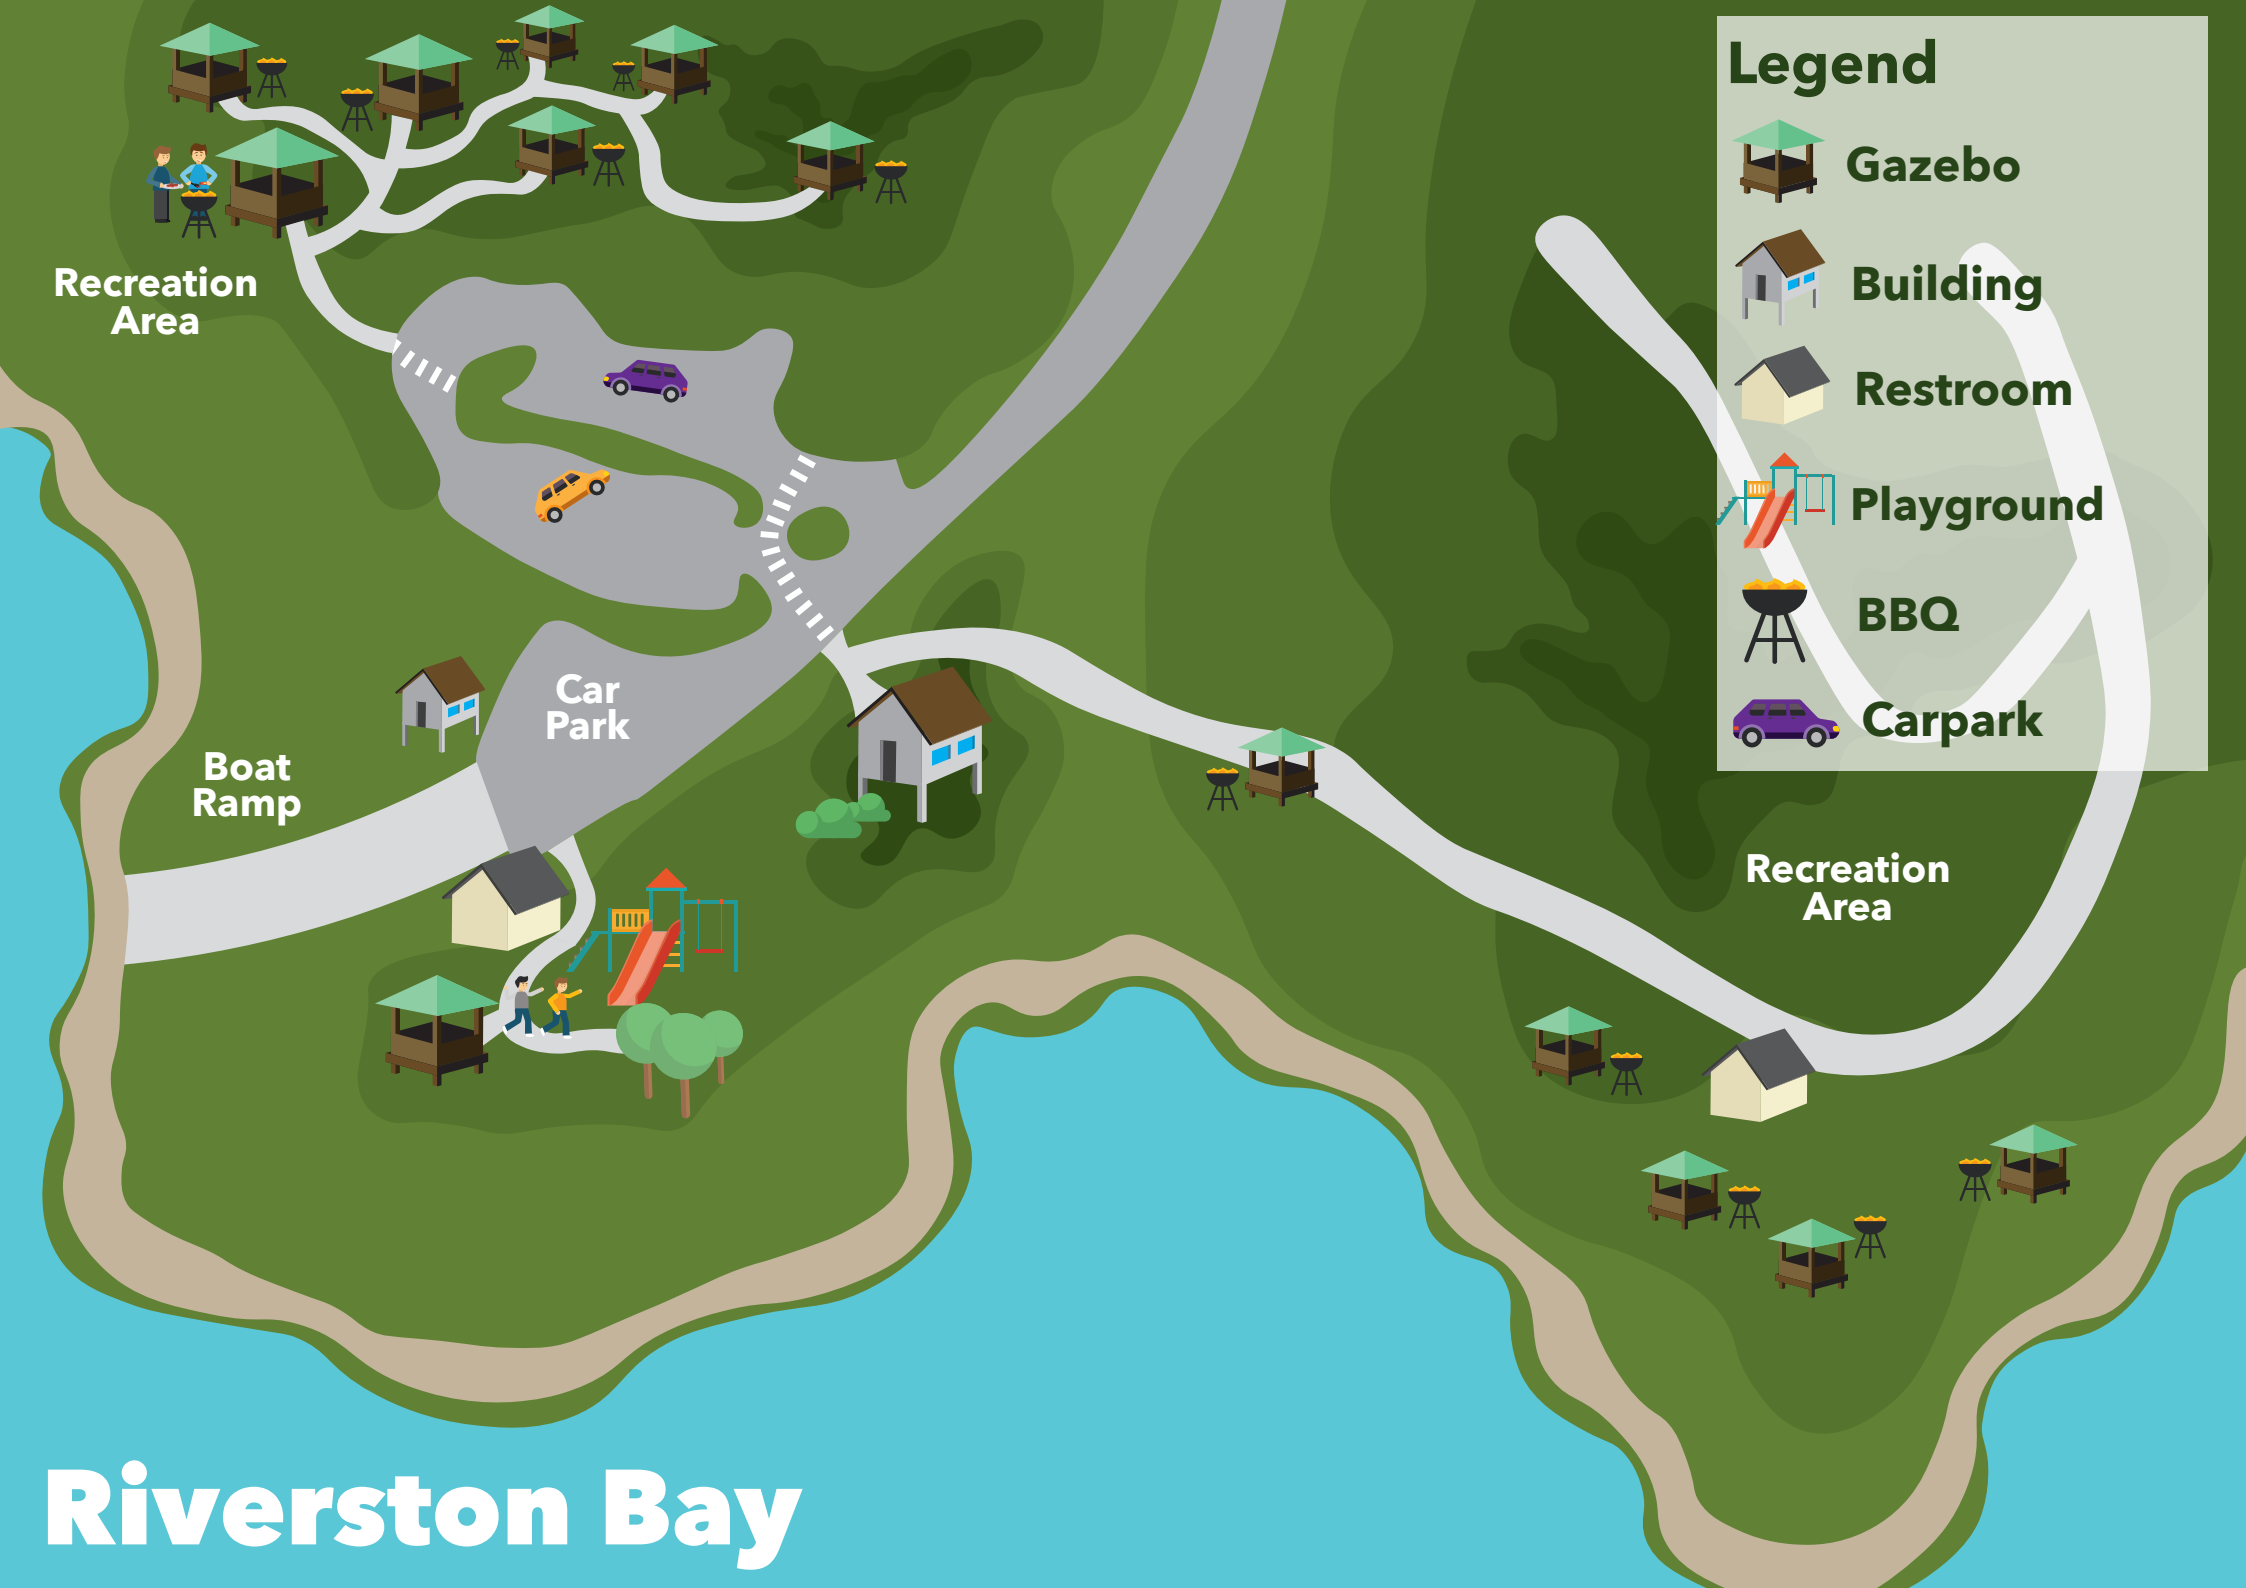 Legend
Gazebo
Building
Restroom
Playground
BBQ
Carpark
Recreation
Area
Car
Park
Boat
Ramp
Recreation
Area
Riverston Bay